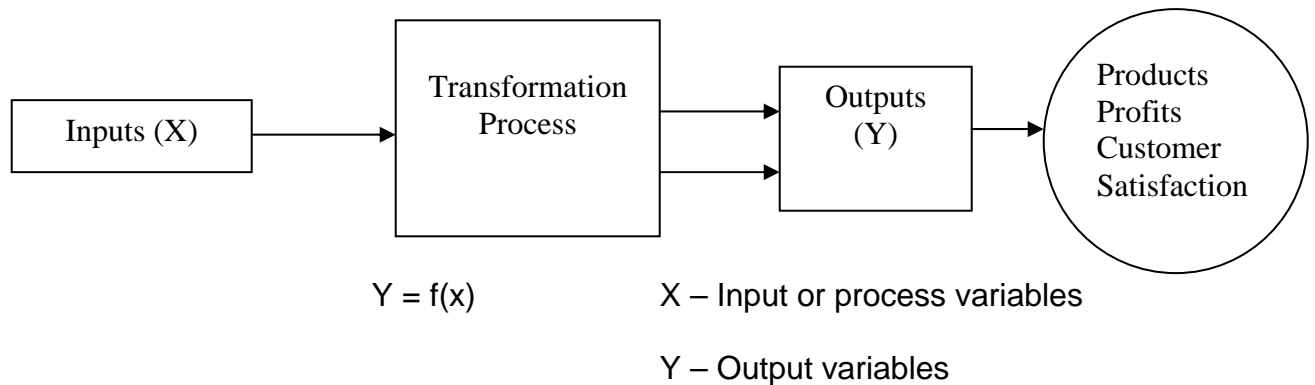 Inputs (X)
Transformation
Process
Outputs
(Y)
Products
Profits
Customer
Satisfaction
Y = f(x)
X – Input or process variables
Y – Output variables